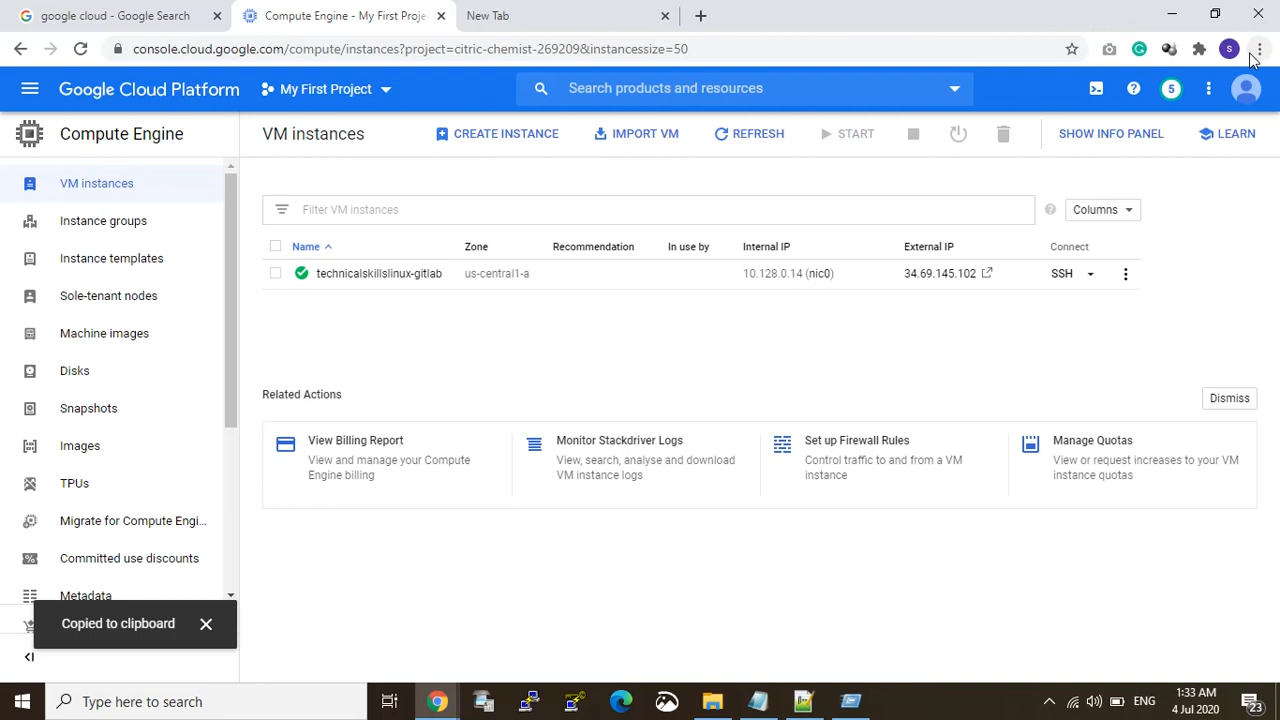 google cloud - Google Search
Compute Engine - My First Proje
New Tab
console.cloud.google.com/compute/instances?project=citric-chemist-269209&instancessize=50
S
Google Cloud Platform
My First Project
Search products and resources
5
Compute Engine
VM instances
CREATE INSTANCE
IMPORT VM
REFRESH
START
SHOW INFO PANEL
LEARN
VM instances
Instance groups
Instance templates
Sole-tenant nodes
Machine images
Disks
Snapshots
Images
TPUs
Migrate for Compute Engi...
Committed use discounts
Metadata
Filter VM instances
Columns
Name
Zone
Recommendation
In use by
Internal IP
External IP
Connect
technicalskillslinux-gitlab
us-central1-a
10.128.0.14 (nic0)
34.69.145.102
SSH
Related Actions
Dismiss
View Billing Report
View and manage your Compute
Engine billing
Monitor Stackdriver Logs
View, search, analyse and download
VM instance logs
Set up Firewall Rules
Control traffic to and from a VM
instance
Manage Quotas
View or request increases to your VM
instance quotas
Copied to clipboard
Type here to search
ENG
1:33 AM
4 Jul 2020
23